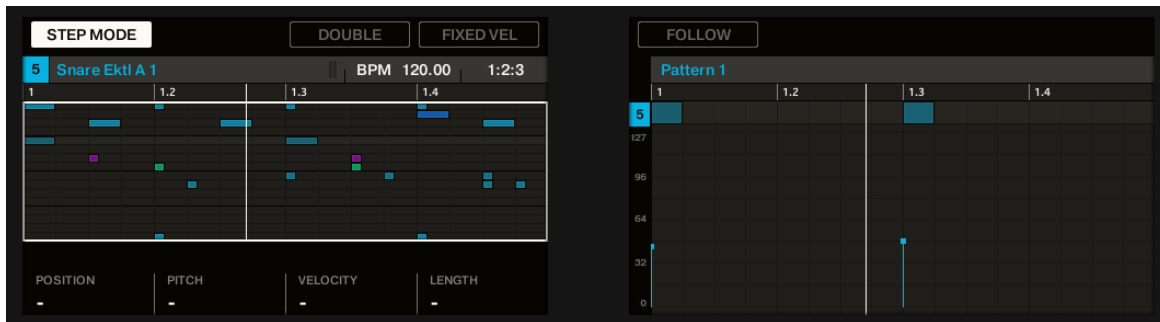 STEP MODE DOUBLE FIXED VEL
5 Snare Ektl A 1 BPM 120.00 1:2:3
1 1.2 1.3 1.4
POSITION PITCH VELOCITY LENGTH
- - - -
FOLLOW
Pattern 1
1 1.2 1.3 1.4
5
127
96
64
32
0